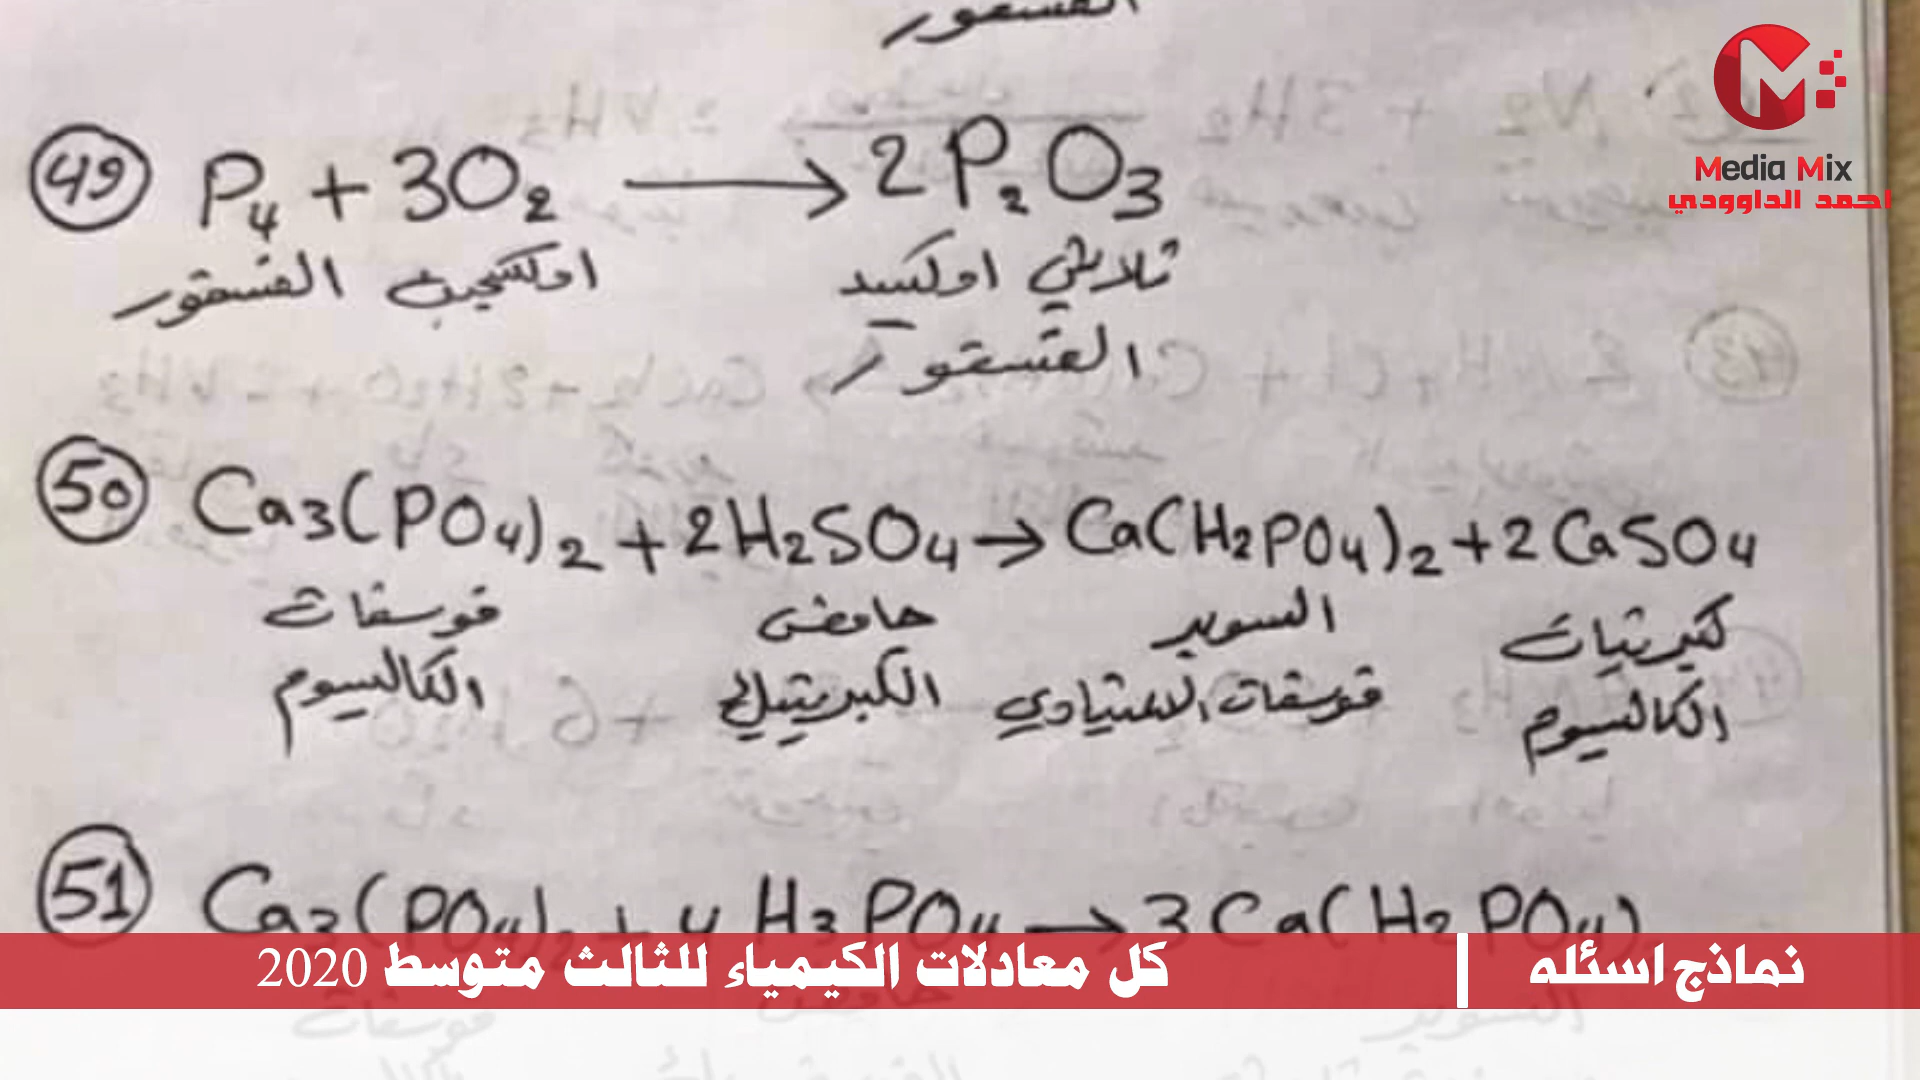 الفسفور
Media Mix
احمد الداوودي
49 P₄ + 3O₂ → 2P₂O₃
الفسفور اوكسجين ثلاثي اوكسيد
الفسفور
50 Ca₃(PO₄)₂ + 2H₂SO₄ → Ca(H₂PO₄)₂ + 2CaSO₄
فوسفات حامض السوبر كبريتات
الكالسيوم الكبريتيك فوسفات الاعتيادي الكالسيوم
51 Ca₃(PO₄)₂ + 4H₃PO₄ → 3Ca(H₂PO₄)
نماذج اسئله | كل معادلات الكيمياء للثالث متوسط 2020